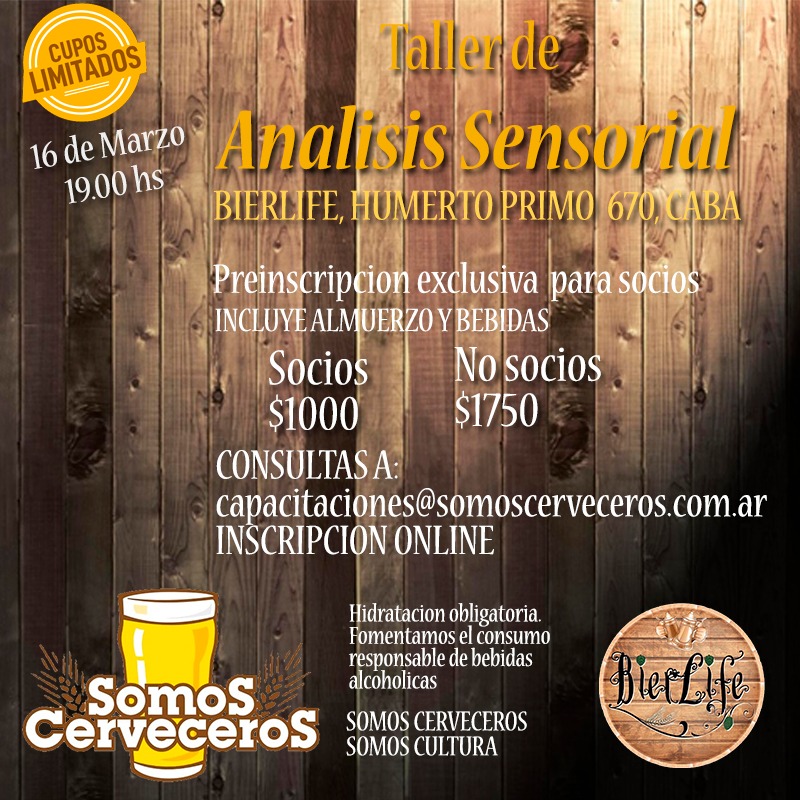 CUPOS
LIMITADOS
16 de Marzo
19.00 hs
Taller de
Analisis Sensorial
BIERLIFE, HUMERTO PRIMO 670, CABA
Preinscripcion exclusiva para socios
INCLUYE ALMUERZO Y BEBIDAS
Socios
$1000
No socios
$1750
CONSULTAS A:
capacitaciones@somoscerveceros.com.ar
INSCRIPCION ONLINE
SomoS
CerveceroS
Hidratacion obligatoria.
Fomentamos el consumo
responsable de bebidas
alcoholicas
SOMOS CERVECEROS
SOMOS CULTURA
BierLife